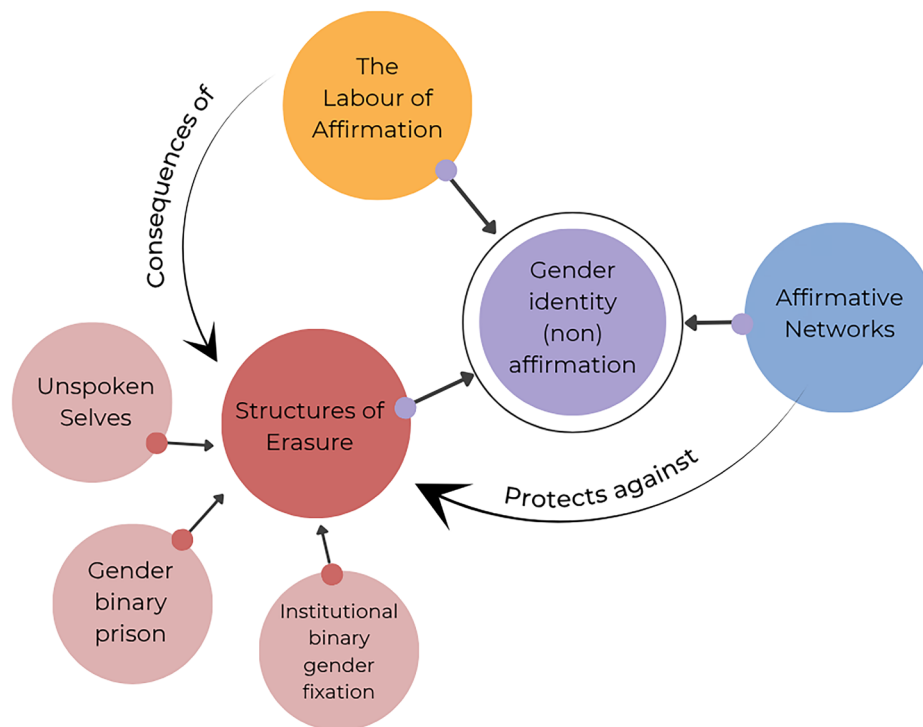 The
Labour of
Affirmation
Consequences of
Gender
identity
(non)
affirmation
Affirmative
Networks
Unspoken
Selves
Structures of
Erasure
Protects against
Gender
binary
prison
Institutional
binary
gender
fixation